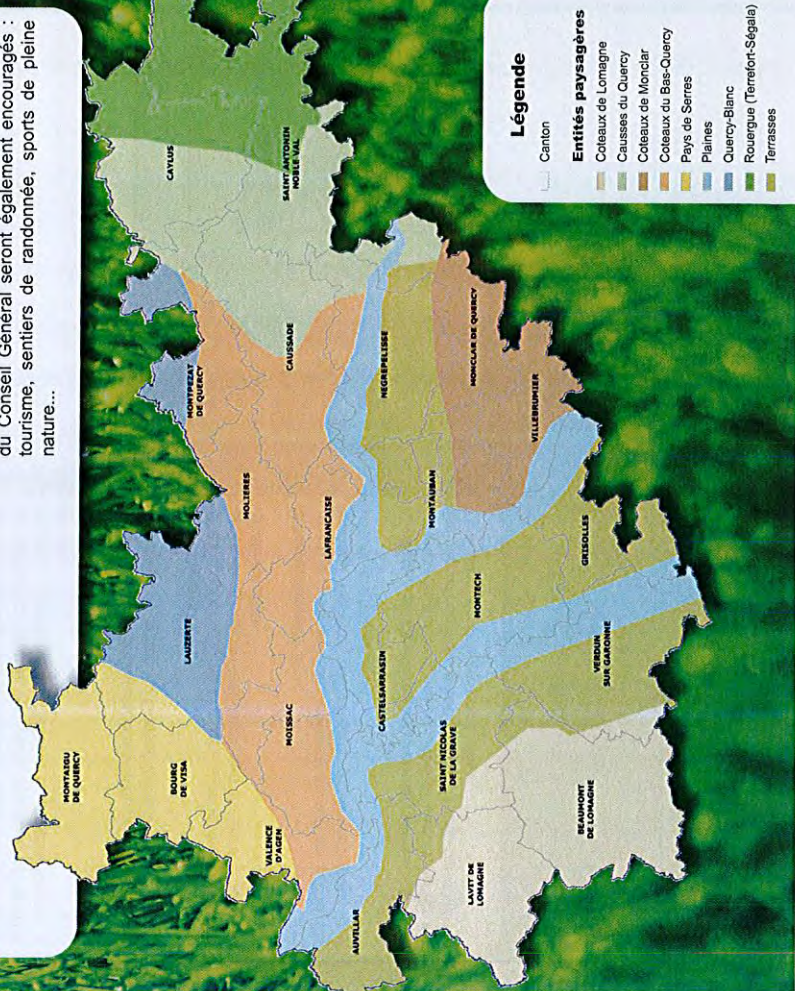 du Conseil Général seront également encouragés :
tourisme, sentiers de randonnée, sports de pleine
nature...
MONTAIGU
DE QUERCY
BOURG
DE VISA
VALENCE
D'AGEN
LAUZERTE
MONTPEZAT
DE QUERCY
MOLIERES
MOISSAC
LAFRANCAISE
CAUSSADE
CAYLUS
SAINT ANTONIN
NOBLE VAL
AUVILLAR
CASTELSARRASIN
SAINT NICOLAS
DE LA GRAVE
MONTECH
MONTAUBAN
NEGREPELISSE
MONCLAR DE QUERCY
VILLEBRUMIER
GRISOLLES
VERDUN
SUR GARONNE
LAVIT DE
LOMAGNE
BEAUMONT
DE LOMAGNE
Légende
Canton
Entités paysagères
Coteaux de Lomagne
Causses du Quercy
Coteaux de Monclar
Coteaux du Bas-Quercy
Pays de Serres
Plaines
Quercy-Blanc
Rouergue (Terrefort-Ségala)
Terrasses